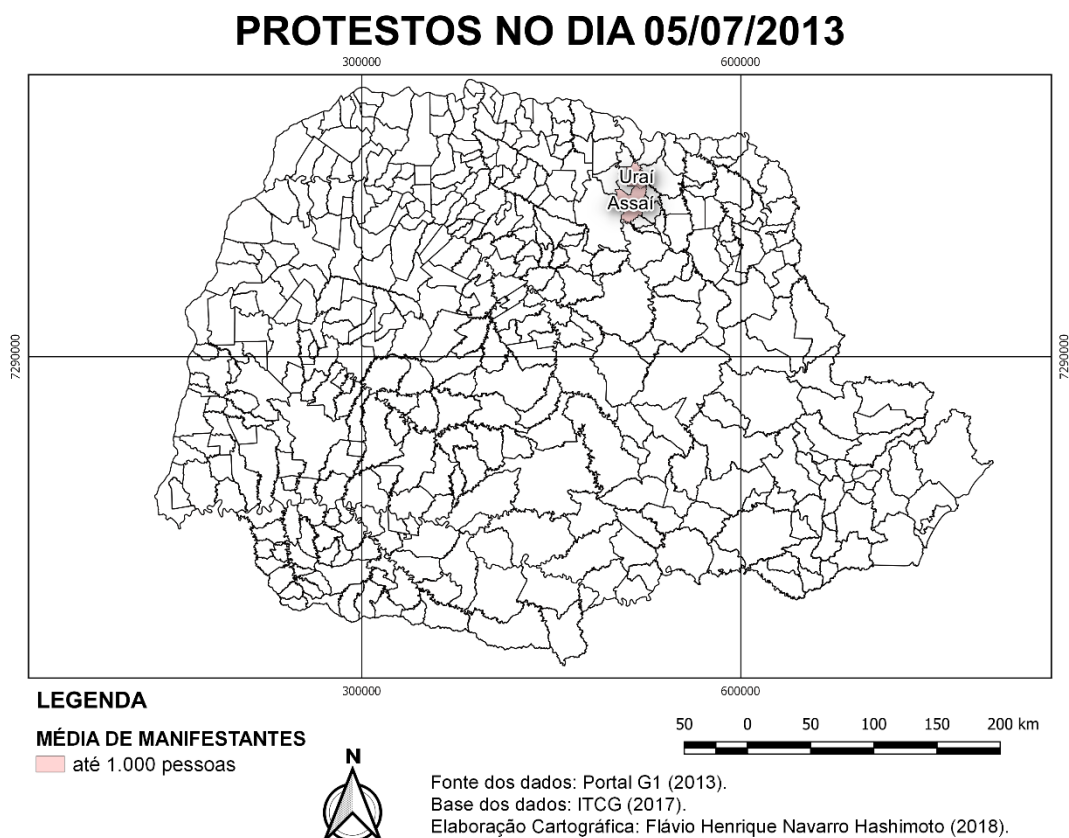 PROTESTOS NO DIA 05/07/2013
300000
600000
Uraí
Assaí
7290000
7290000
300000
600000
LEGENDA
MÉDIA DE MANIFESTANTES
até 1.000 pessoas
N
50 0 50 100 150 200 km
Fonte dos dados: Portal G1 (2013).
Base dos dados: ITCG (2017).
Elaboração Cartográfica: Flávio Henrique Navarro Hashimoto (2018).